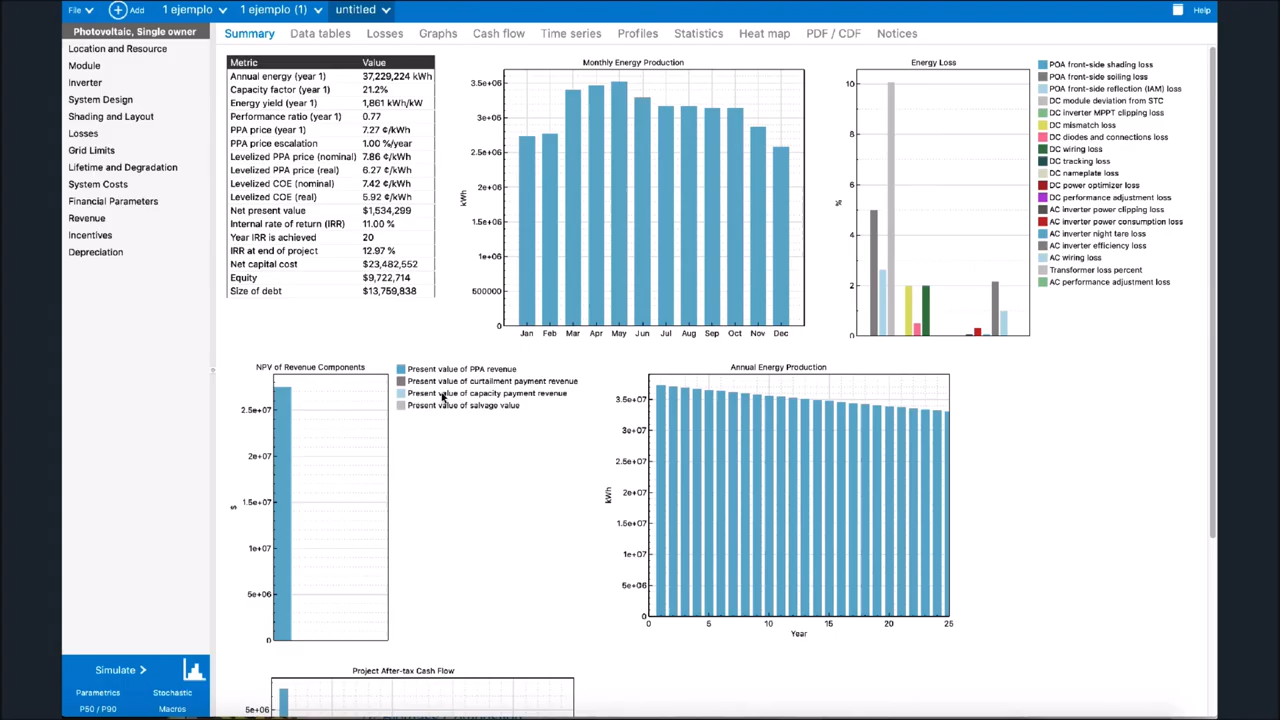 File
Add
1 ejemplo
1 ejemplo (1)
untitled
Help
Photovoltaic, Single owner
Location and Resource
Module
Inverter
System Design
Shading and Layout
Losses
Grid Limits
Lifetime and Degradation
System Costs
Financial Parameters
Revenue
Incentives
Depreciation
Simulate >
Parametrics Stochastic
P50 / P90 Macros
Summary Data tables Losses Graphs Cash flow Time series Profiles Statistics Heat map PDF / CDF Notices
Metric Value
Annual energy (year 1) 37,229,224 kWh
Capacity factor (year 1) 21.2%
Energy yield (year 1) 1,861 kWh/kW
Performance ratio (year 1) 0.77
PPA price (year 1) 7.27 ¢/kWh
PPA price escalation 1.00 %/year
Levelized PPA price (nominal) 7.86 ¢/kWh
Levelized PPA price (real) 6.27 ¢/kWh
Levelized COE (nominal) 7.42 ¢/kWh
Levelized COE (real) 5.92 ¢/kWh
Net present value $1,534,299
Internal rate of return (IRR) 11.00 %
Year IRR is achieved 20
IRR at end of project 12.97 %
Net capital cost $23,482,552
Equity $9,722,714
Size of debt $13,759,838
Monthly Energy Production
3.5e+06
3e+06
2.5e+06
2e+06
1.5e+06
1e+06
500000
0
kWh
Jan Feb Mar Apr May Jun Jul Aug Sep Oct Nov Dec
Energy Loss
10
8
6
4
2
0
%
POA front-side shading loss
POA front-side soiling loss
POA front-side reflection (IAM) loss
DC module deviation from STC
DC inverter MPPT clipping loss
DC mismatch loss
DC diodes and connections loss
DC wiring loss
DC tracking loss
DC nameplate loss
DC power optimizer loss
DC performance adjustment loss
AC inverter power clipping loss
AC inverter power consumption loss
AC inverter night tare loss
AC inverter efficiency loss
AC wiring loss
Transformer loss percent
AC performance adjustment loss
NPV of Revenue Components
2.5e+07
2e+07
1.5e+07
1e+07
5e+06
0
$
Present value of PPA revenue
Present value of curtailment payment revenue
Present value of capacity payment revenue
Present value of salvage value
Annual Energy Production
3.5e+07
3e+07
2.5e+07
2e+07
1.5e+07
1e+07
5e+06
0
kWh
0 5 10 15 20 25
Year
Project After-tax Cash Flow
5e+06